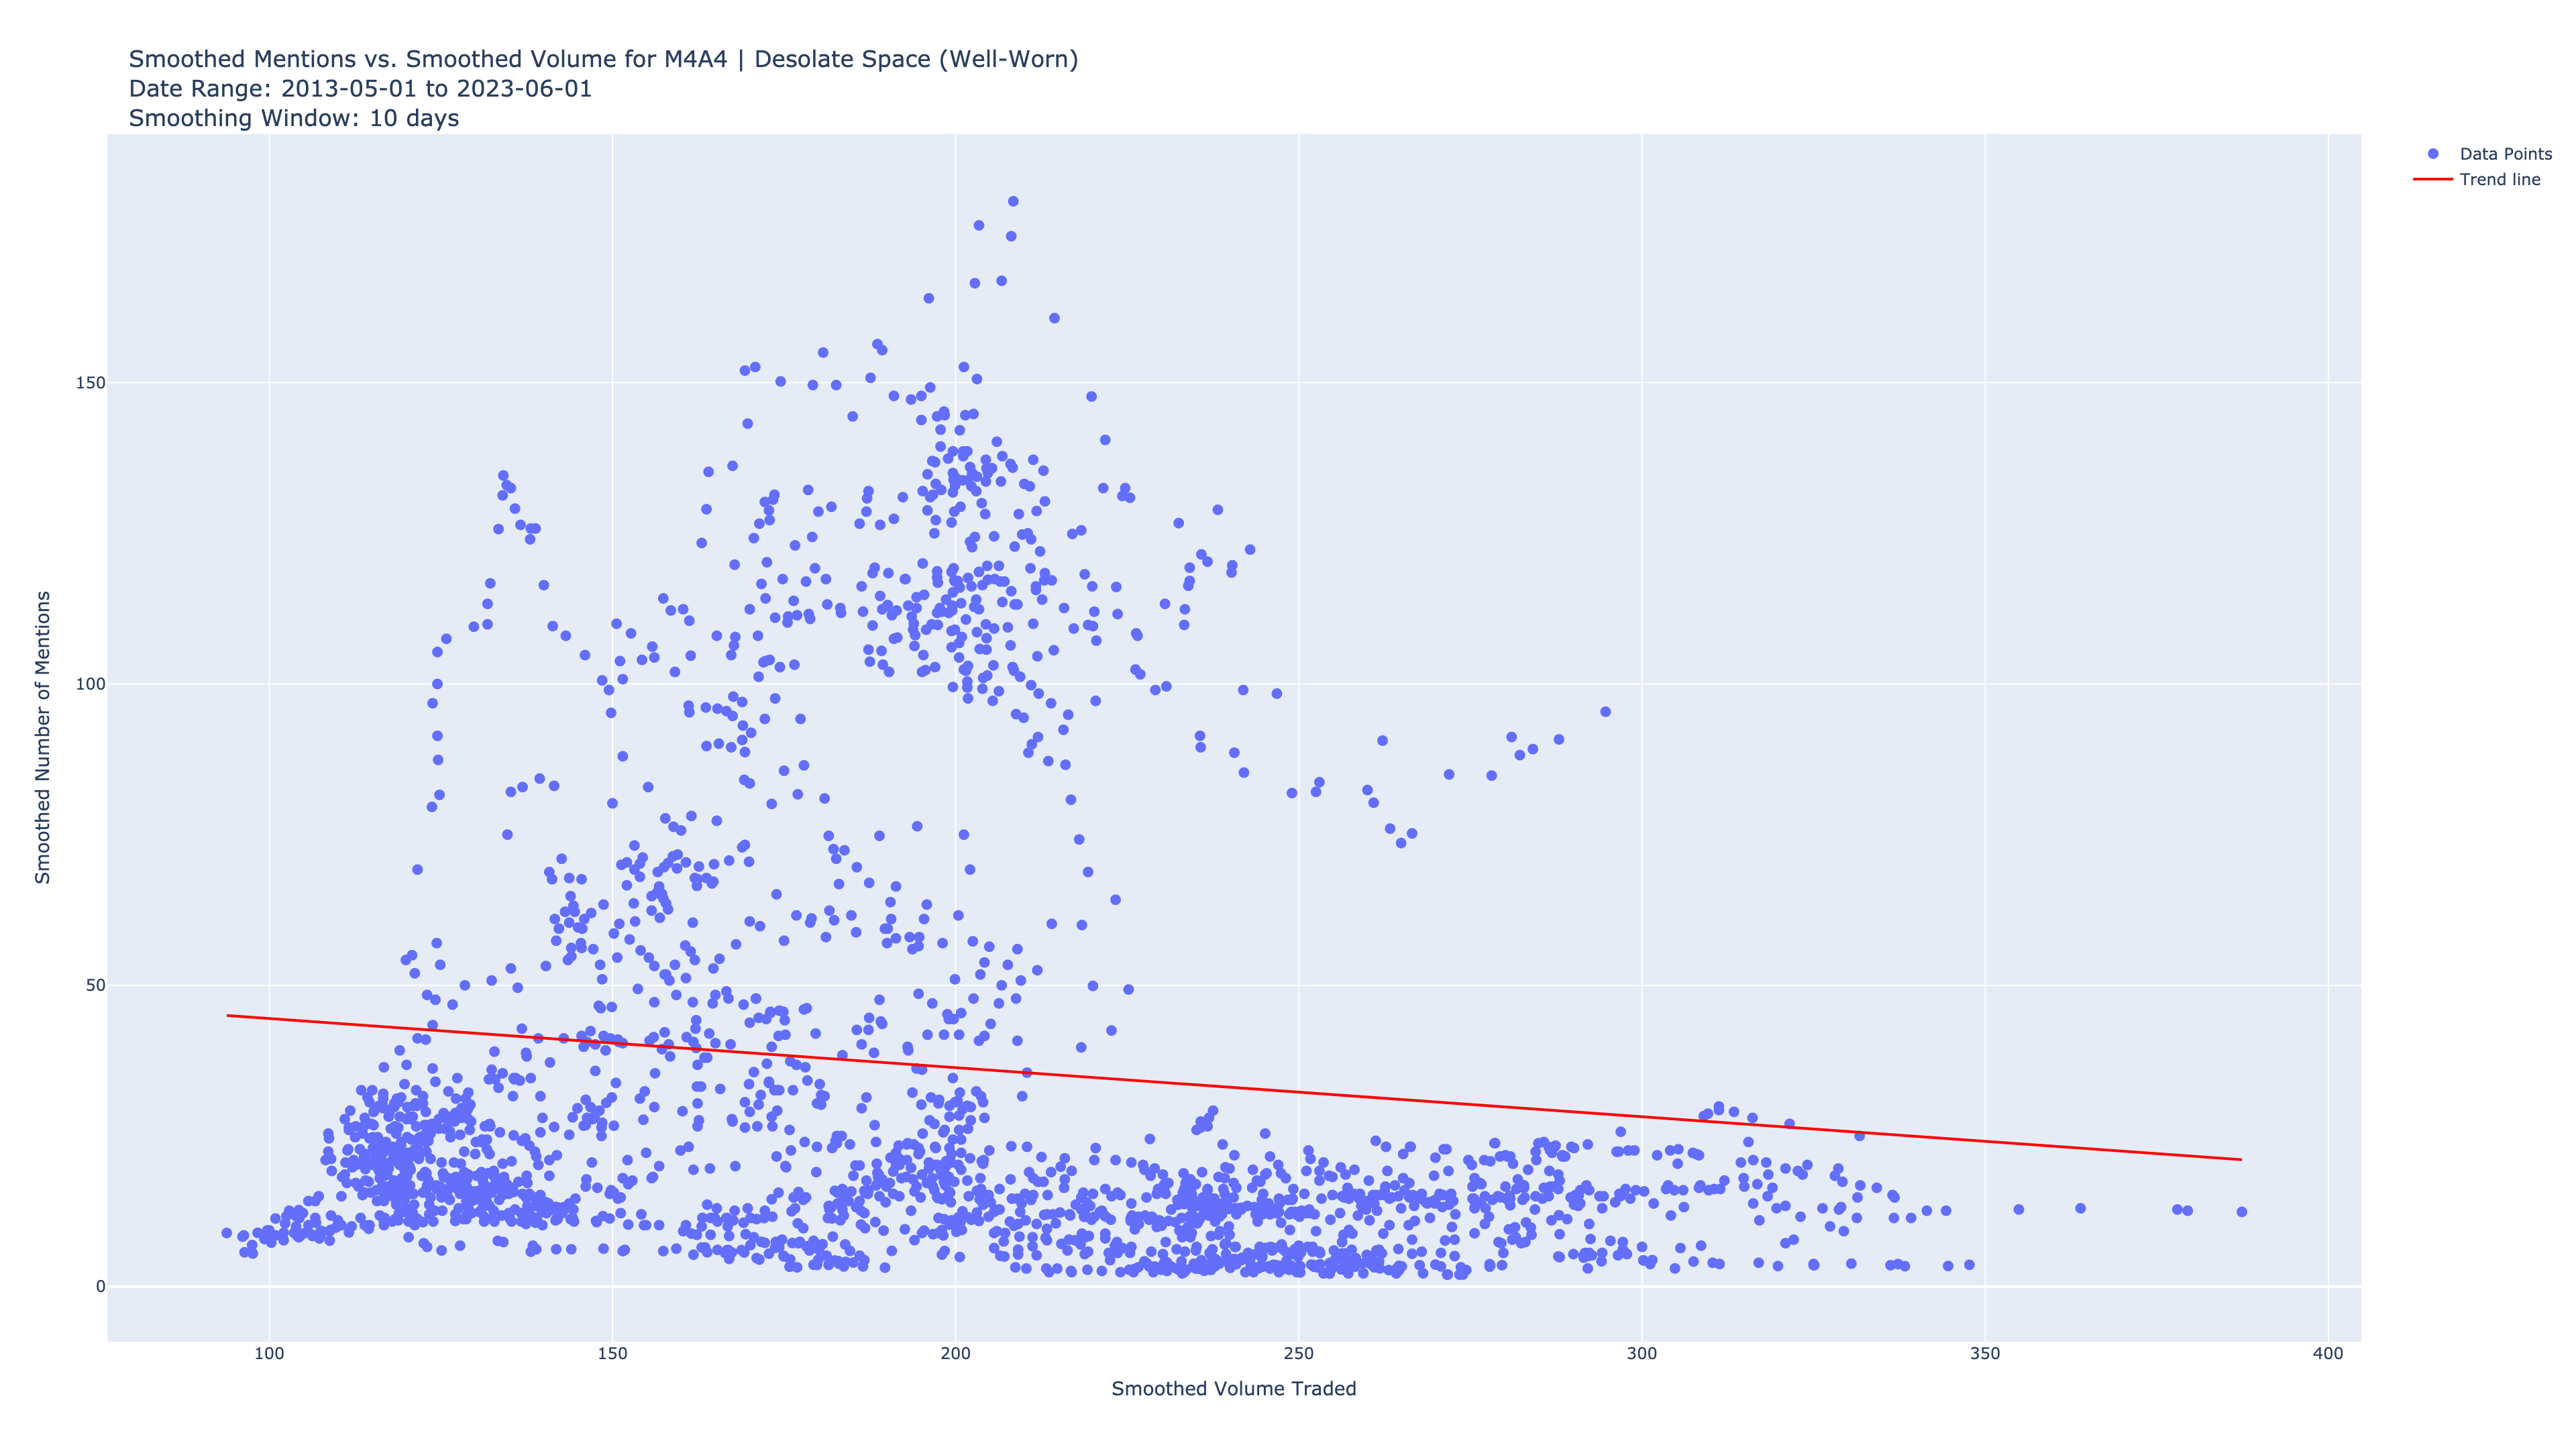 Smoothed Mentions vs. Smoothed Volume for M4A4 | Desolate Space (Well-Worn)
Date Range: 2013-05-01 to 2023-06-01
Smoothing Window: 10 days
Data Points
Trend line
Smoothed Number of Mentions
150
100
50
0
100
150
200
250
300
350
400
Smoothed Volume Traded